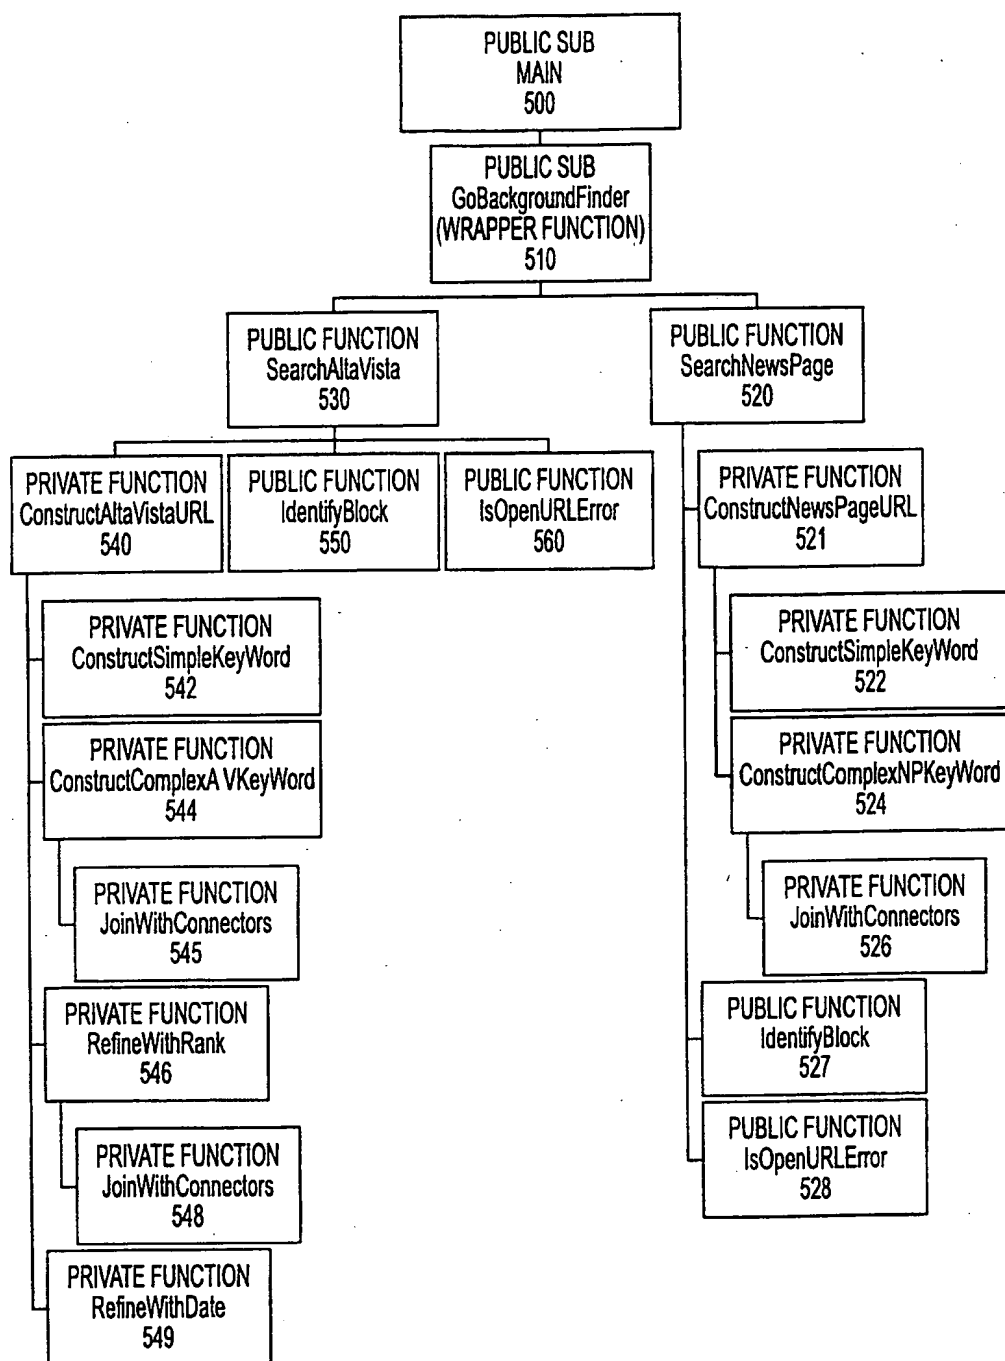 PUBLIC SUB
MAIN
500
PUBLIC SUB
GoBackgroundFinder
(WRAPPER FUNCTION)
510
PUBLIC FUNCTION
SearchAltaVista
530
PUBLIC FUNCTION
SearchNewsPage
520
PRIVATE FUNCTION
ConstructAltaVistaURL
540
PUBLIC FUNCTION
IdentifyBlock
550
PUBLIC FUNCTION
IsOpenURLError
560
PRIVATE FUNCTION
ConstructNewsPageURL
521
PRIVATE FUNCTION
ConstructSimpleKeyWord
542
PRIVATE FUNCTION
ConstructComplexA VKeyWord
544
PRIVATE FUNCTION
JoinWithConnectors
545
PRIVATE FUNCTION
RefineWithRank
546
PRIVATE FUNCTION
JoinWithConnectors
548
PRIVATE FUNCTION
RefineWithDate
549
PRIVATE FUNCTION
ConstructSimpleKeyWord
522
PRIVATE FUNCTION
ConstructComplexNPKeyWord
524
PRIVATE FUNCTION
JoinWithConnectors
526
PUBLIC FUNCTION
IdentifyBlock
527
PUBLIC FUNCTION
IsOpenURLError
528